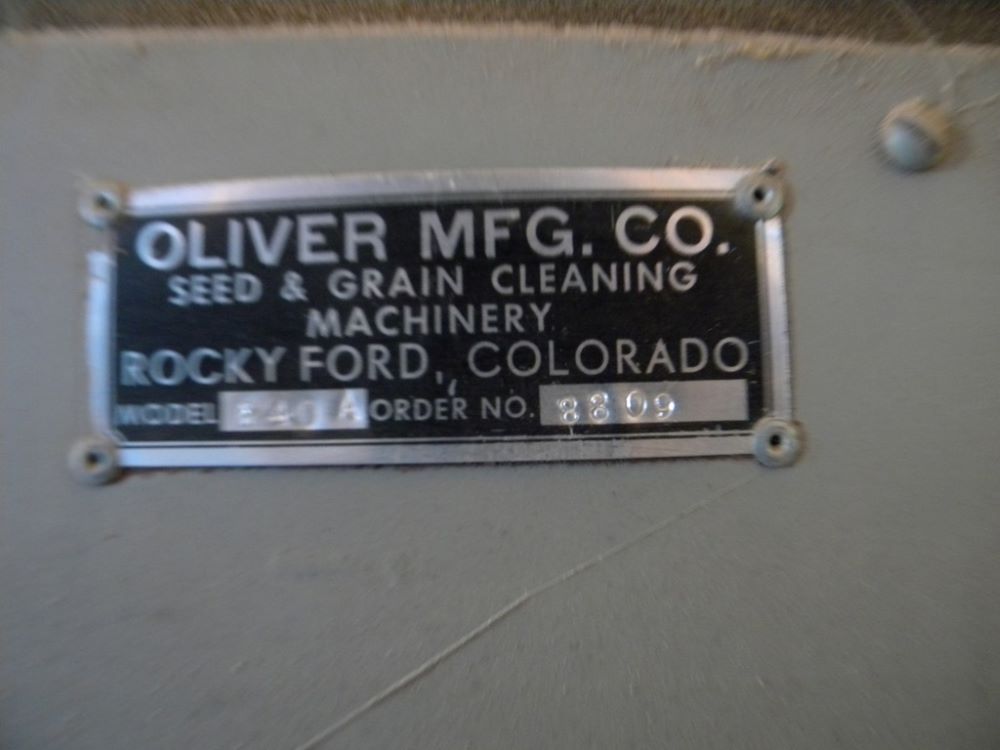 OLIVER MFG. CO.
SEED & GRAIN CLEANING
MACHINERY
ROCKY FORD, COLORADO
MODEL ORDER NO. 8809